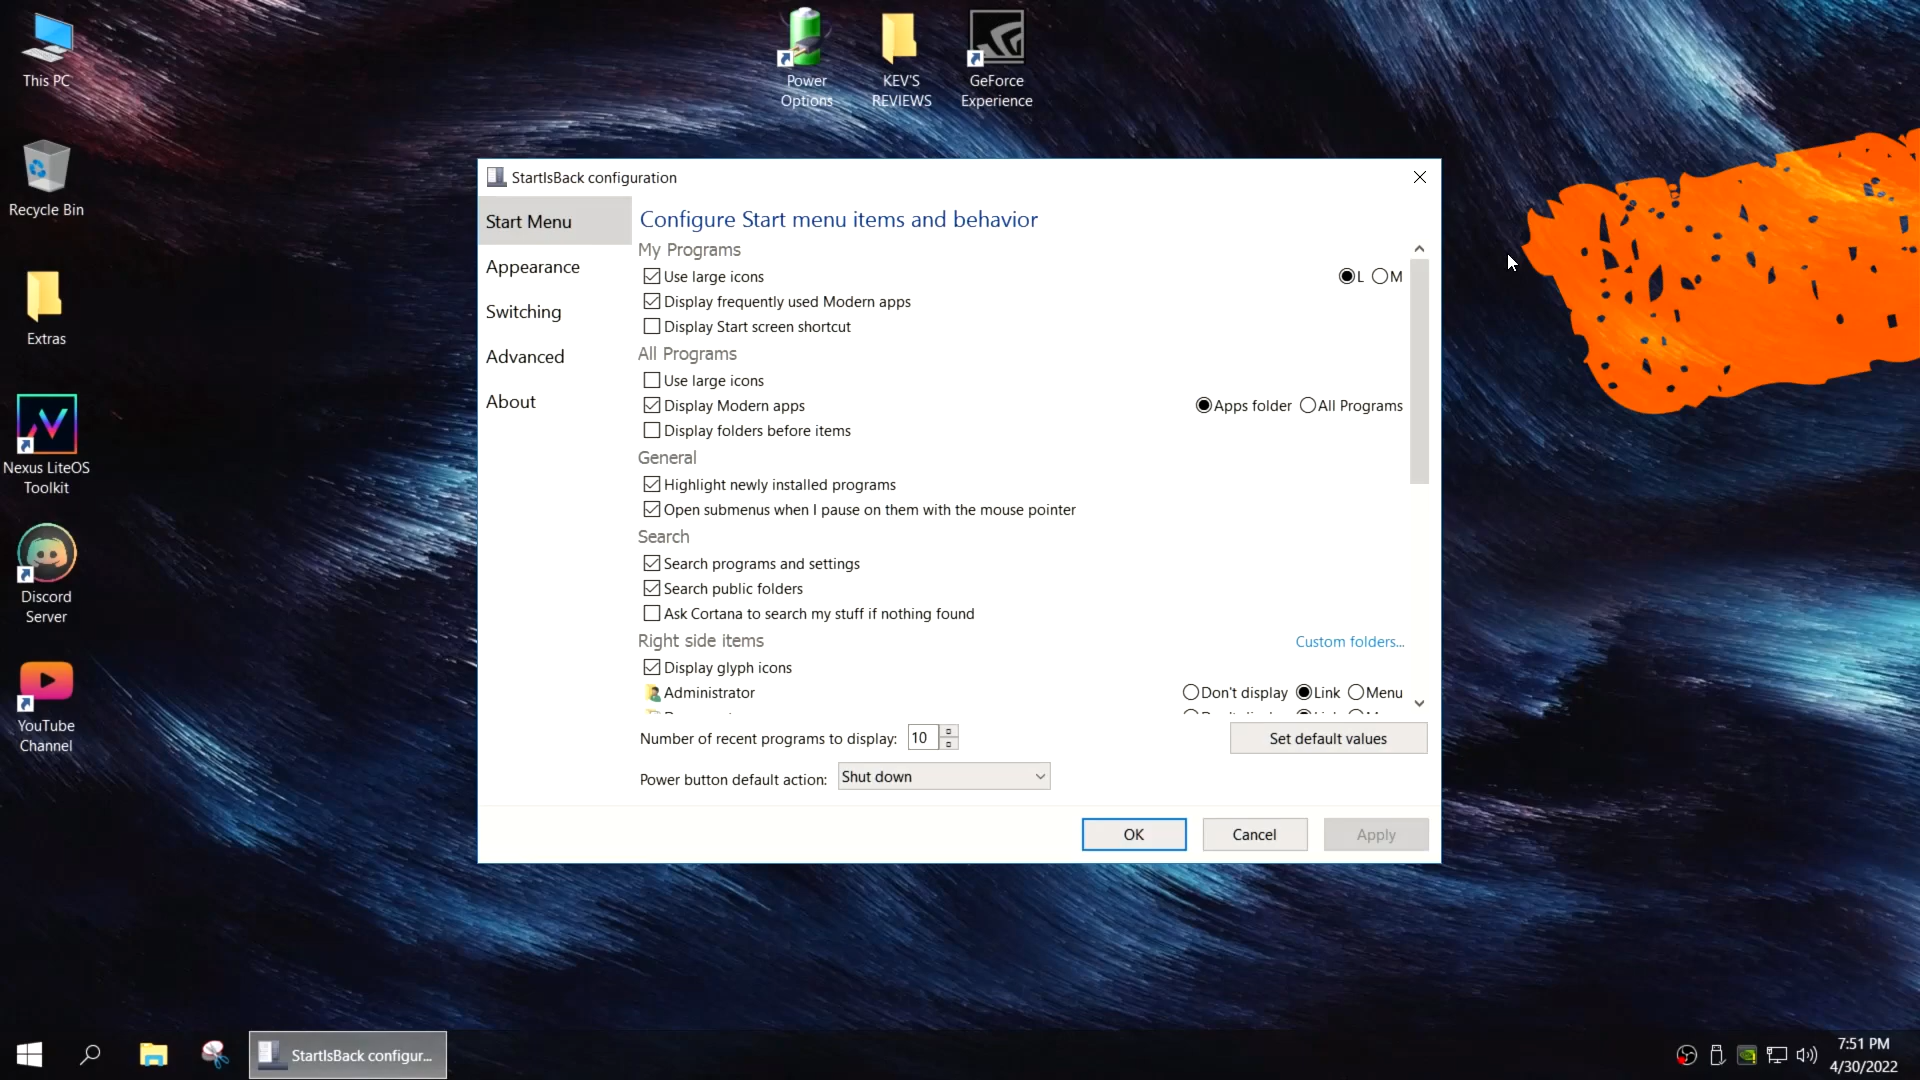 This PC
Power
Options
KEV'S
REVIEWS
GeForce
Experience
Recycle Bin
Extras
Nexus LiteOS
Toolkit
Discord
Server
YouTube
Channel
StartIsBack configuration
Start Menu
Appearance
Switching
Advanced
About
Configure Start menu items and behavior
My Programs
Use large icons
L M
Display frequently used Modern apps
Display Start screen shortcut
All Programs
Use large icons
Display Modern apps
Apps folder All Programs
Display folders before items
General
Highlight newly installed programs
Open submenus when I pause on them with the mouse pointer
Search
Search programs and settings
Search public folders
Ask Cortana to search my stuff if nothing found
Right side items
Custom folders...
Display glyph icons
Administrator
Don't display Link Menu
Number of recent programs to display: 10
Set default values
Power button default action: Shut down
OK
Cancel
Apply
StartIsBack configur...
7:51 PM
4/30/2022